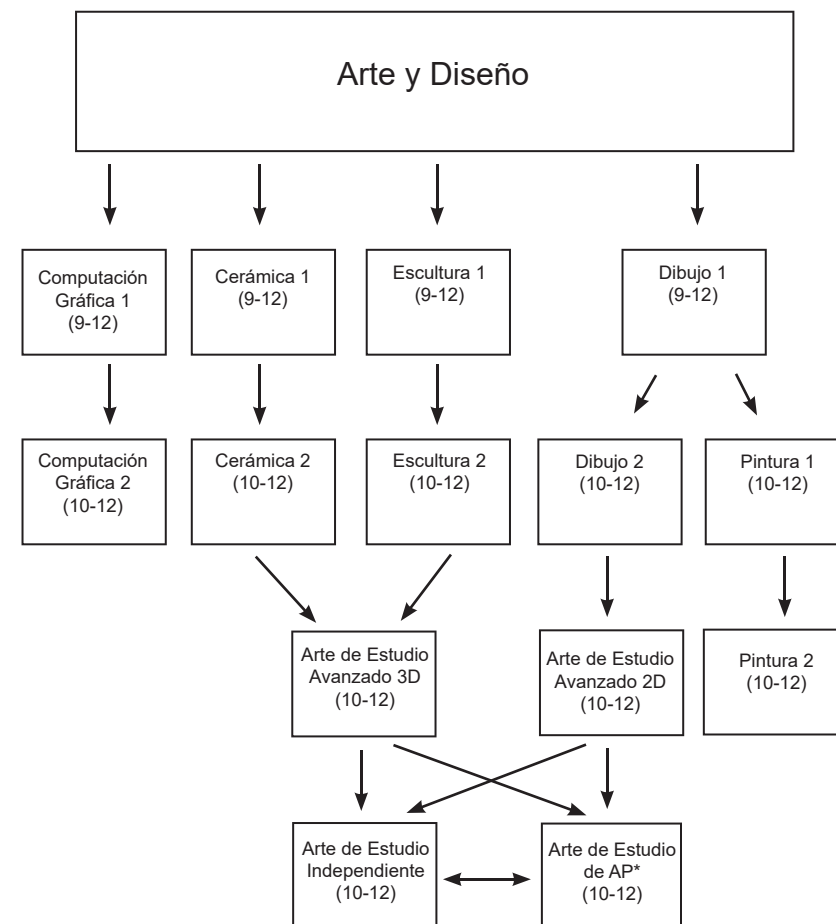 Arte y Diseño
Computación
Gráfica 1
(9-12)
Cerámica 1
(9-12)
Escultura 1
(9-12)
Dibujo 1
(9-12)
Computación
Gráfica 2
(10-12)
Cerámica 2
(10-12)
Escultura 2
(10-12)
Dibujo 2
(10-12)
Pintura 1
(10-12)
Arte de Estudio
Avanzado 3D
(10-12)
Arte de Estudio
Avanzado 2D
(10-12)
Pintura 2
(10-12)
Arte de Estudio
Independiente
(10-12)
Arte de Estudio
de AP*
(10-12)